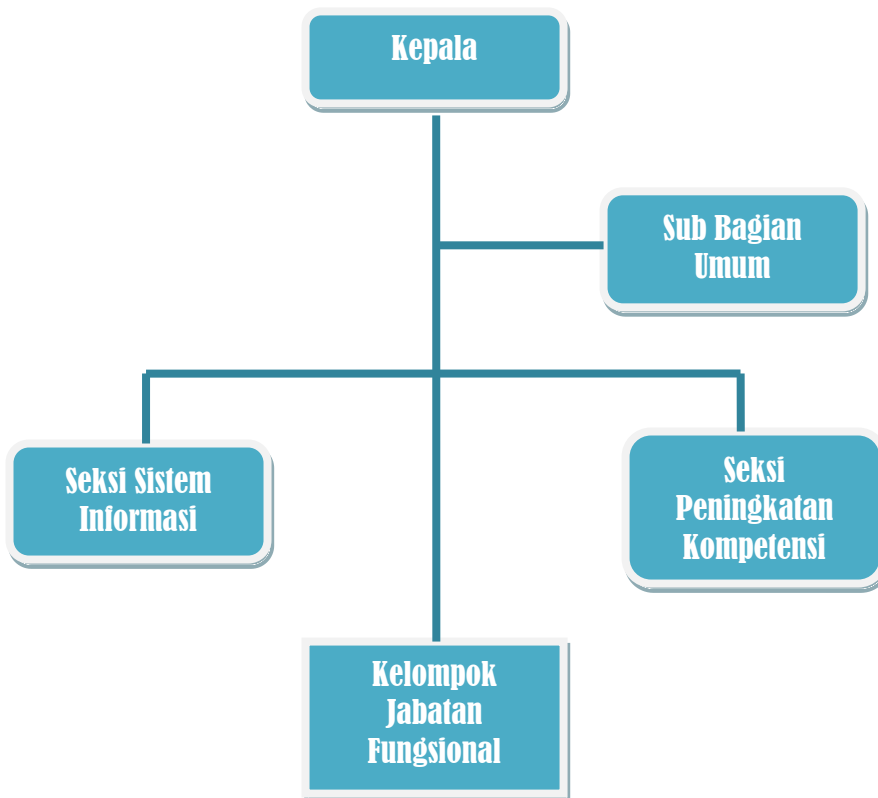 Kepala
Sub Bagian
Umum
Seksi Sistem
Informasi
Seksi
Peningkatan
Kompetensi
Kelompok
Jabatan
Fungsional